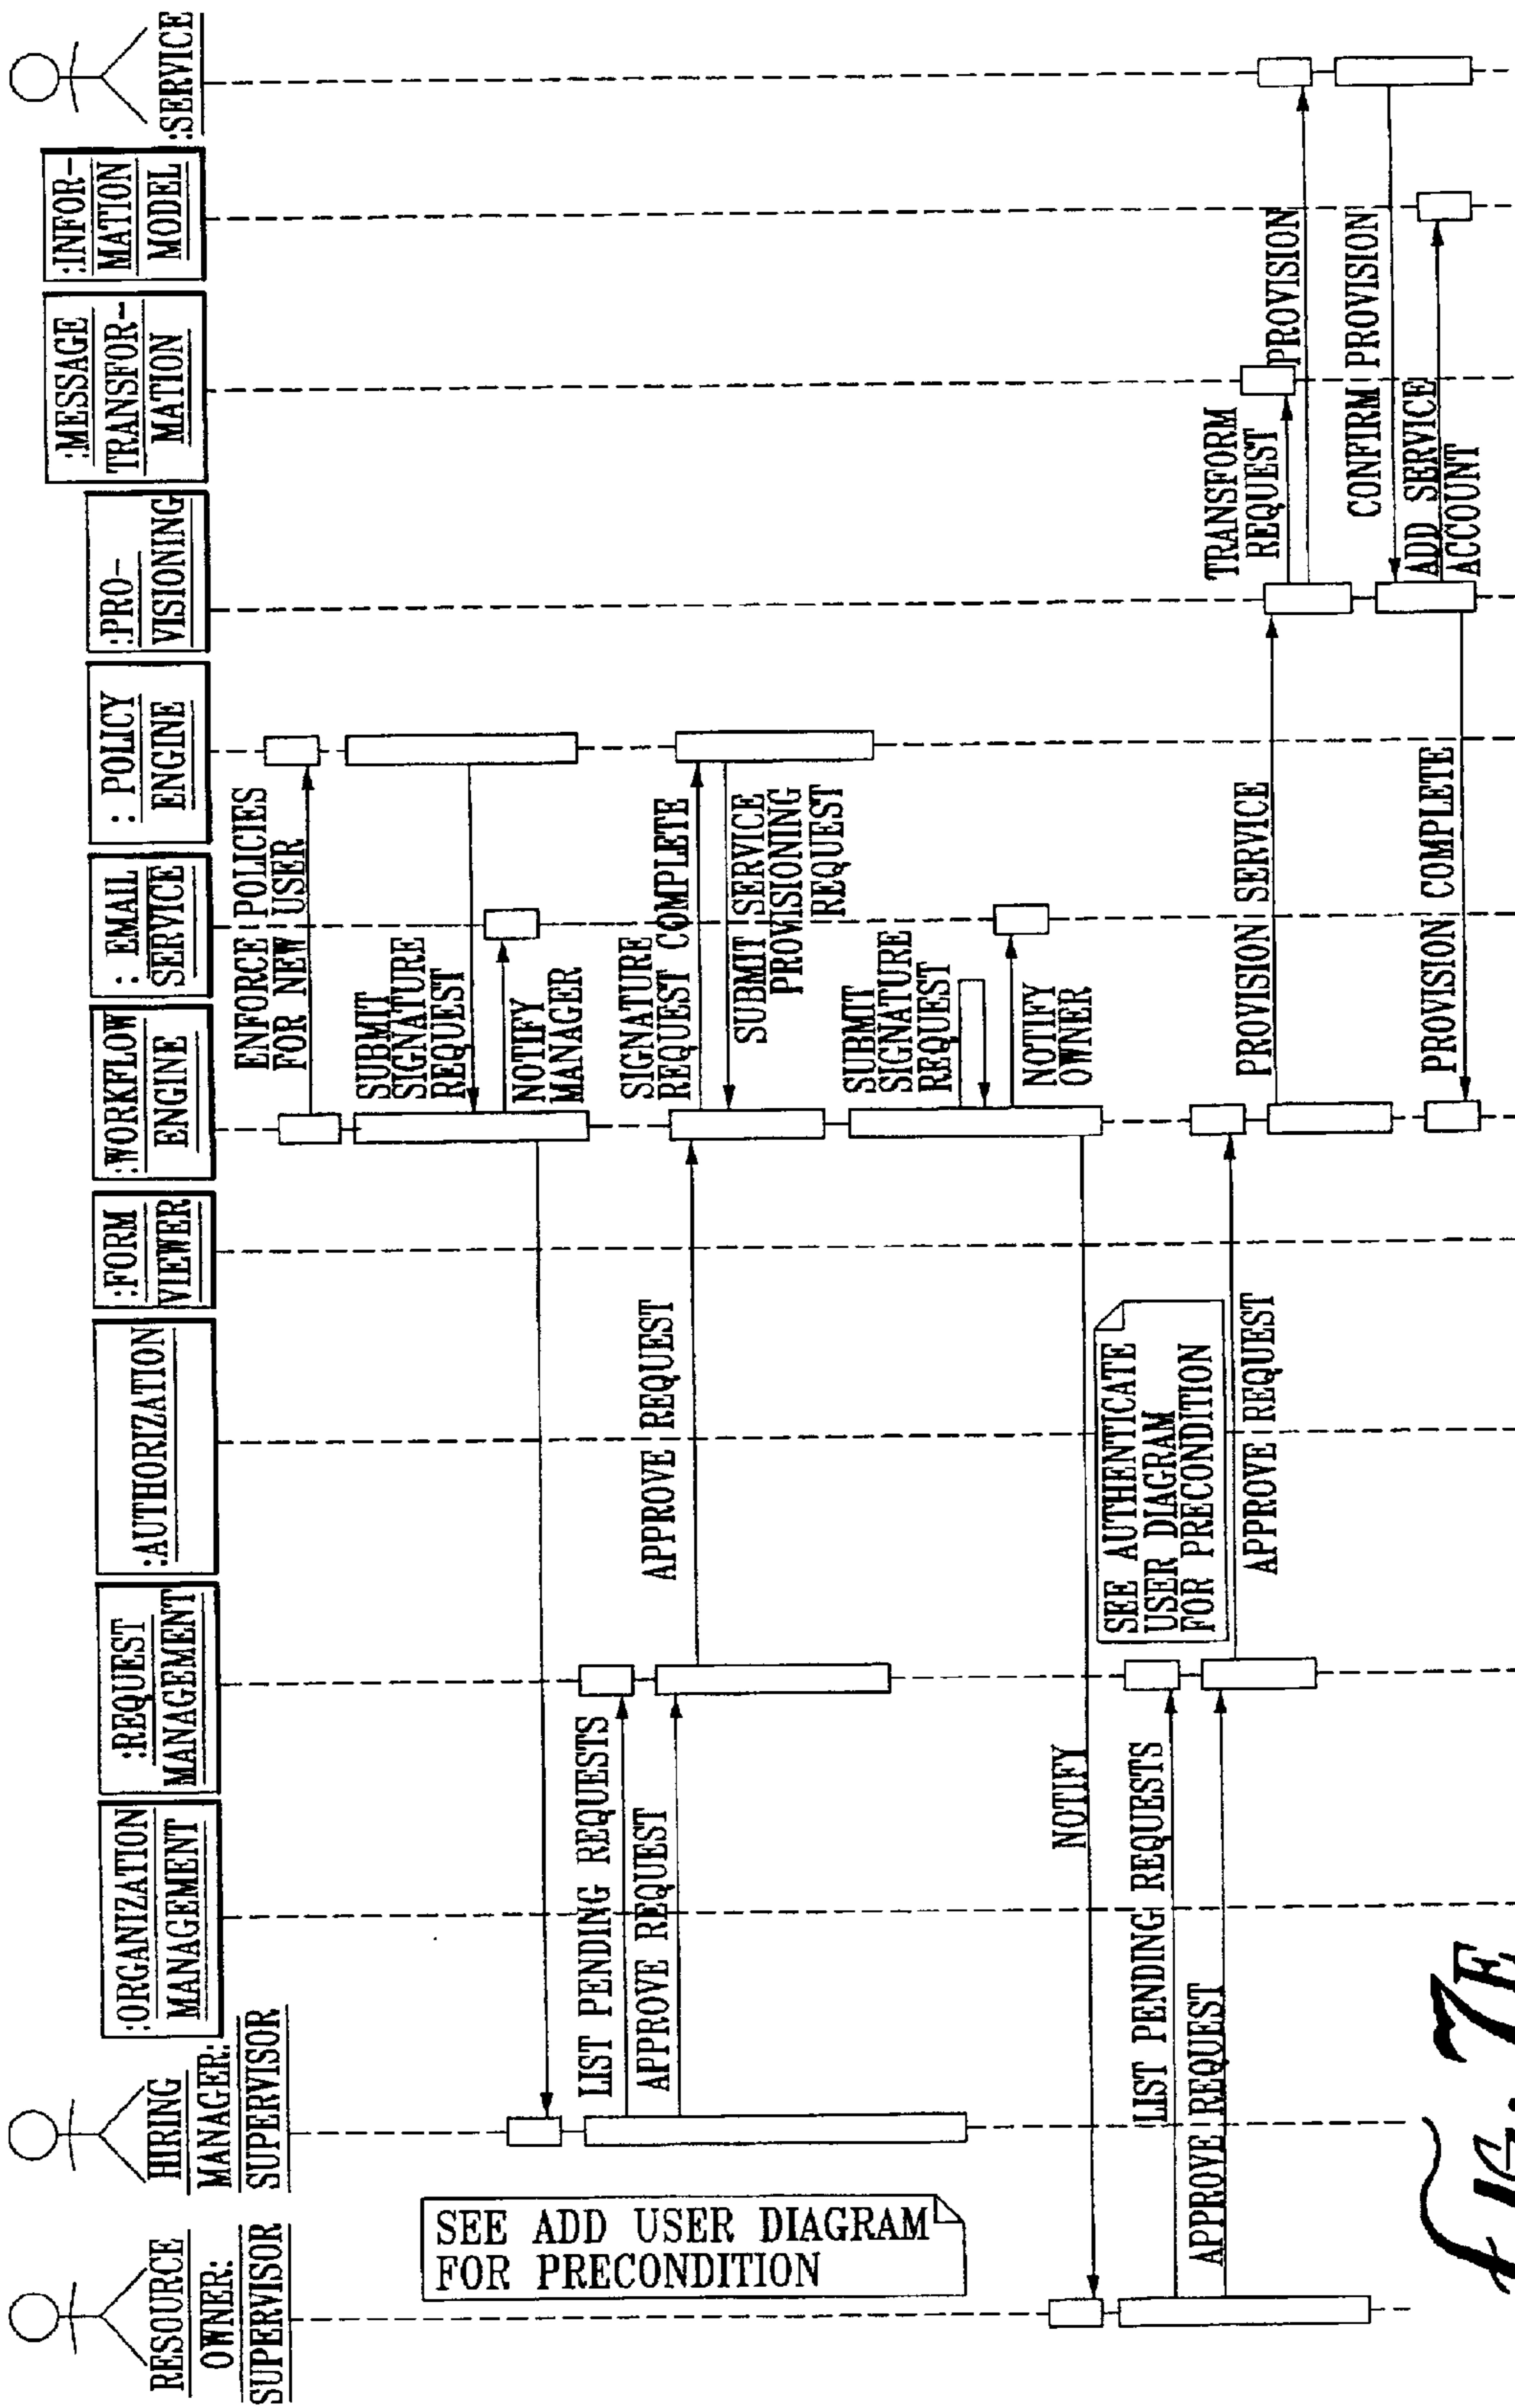 RESOURCE
OWNER:
SUPERVISOR
HIRING
MANAGER:
SUPERVISOR
:ORGANIZATION
MANAGEMENT
:REQUEST
MANAGEMENT
:AUTHORIZATION
:FORM
VIEWER
:WORKFLOW
ENGINE
: EMAIL
SERVICE
: POLICY
ENGINE
:PRO-
VISIONING
:MESSAGE
TRANSFOR-
MATION
:INFOR-
MATION
MODEL
:SERVICE
ENFORCE POLICIES
FOR NEW USER
SEE ADD USER DIAGRAM
FOR PRECONDITION
SUBMIT
SIGNATURE
REQUEST
NOTIFY
MANAGER
LIST PENDING REQUESTS
APPROVE REQUEST
APPROVE REQUEST
SIGNATURE
REQUEST COMPLETE
SUBMIT SERVICE
PROVISIONING
REQUEST
SUBMIT
SIGNATURE
REQUEST
NOTIFY
OWNER
NOTIFY
SEE AUTHENTICATE
USER DIAGRAM
FOR PRECONDITION
LIST PENDING REQUESTS
APPROVE REQUEST
APPROVE REQUEST
PROVISION SERVICE
TRANSFORM
REQUEST
PROVISION
CONFIRM PROVISION
ADD SERVICE
ACCOUNT
PROVISION COMPLETE
FIG. 7E